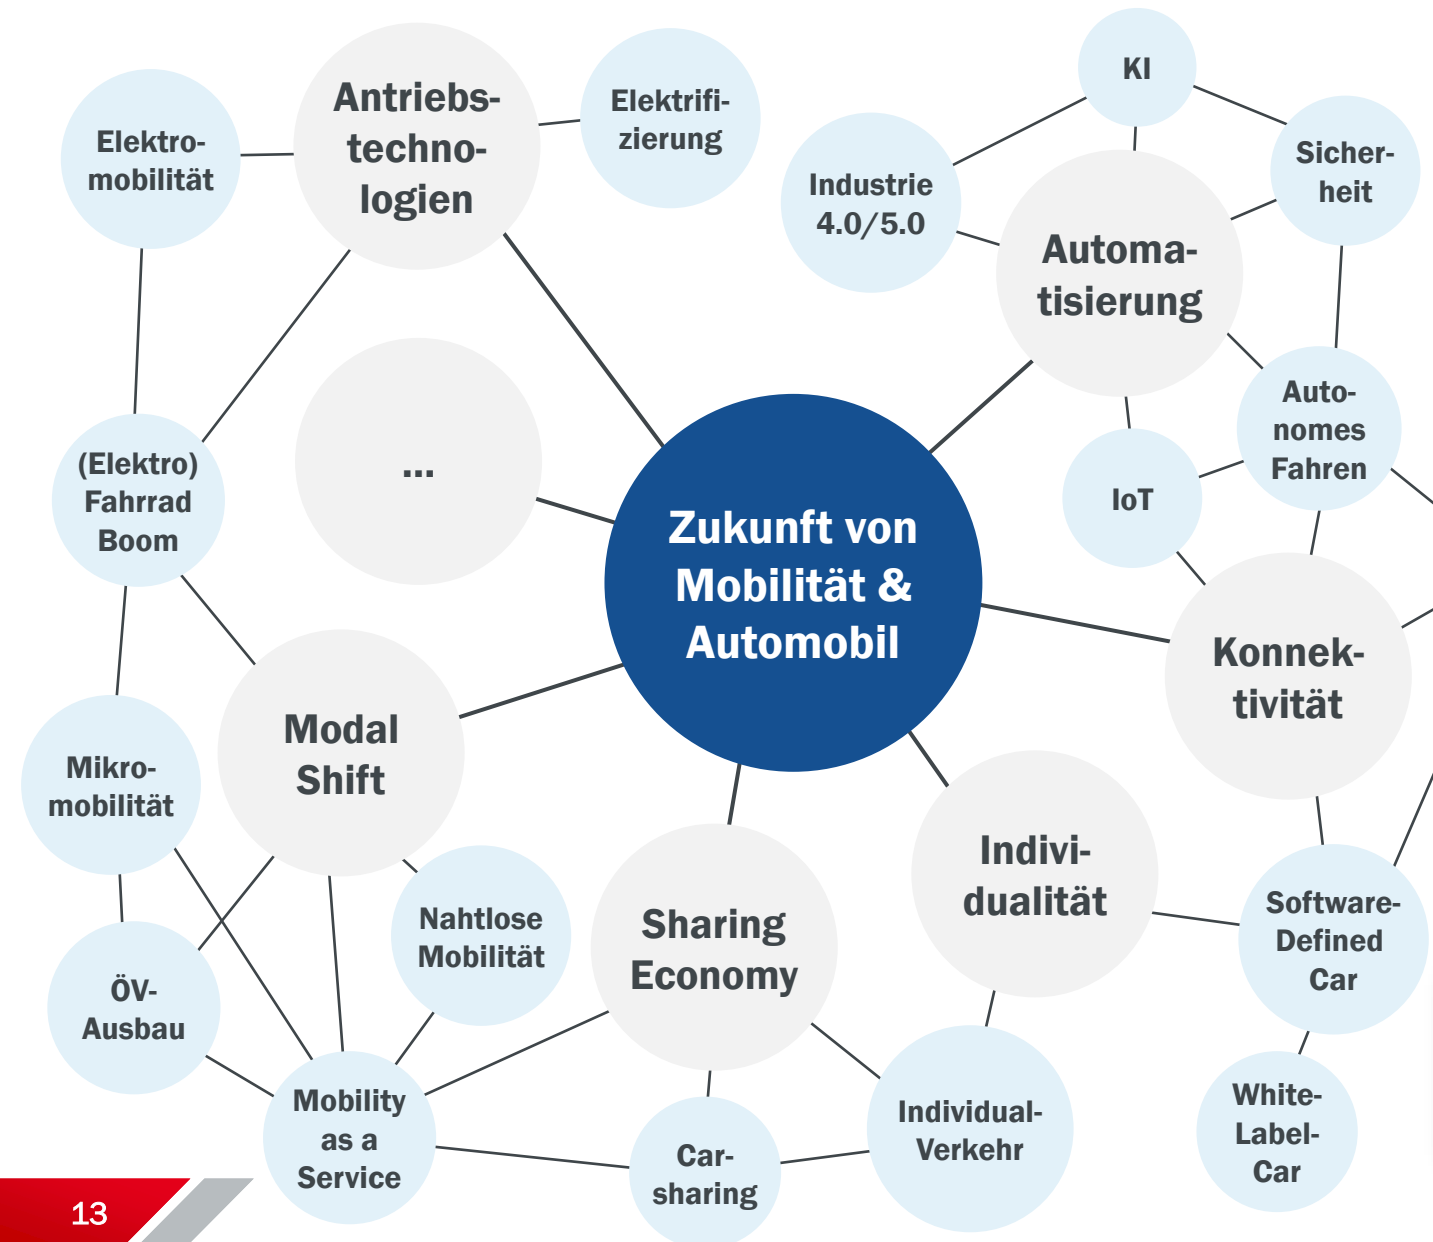 Antriebs-
techno-
logien
Elektrifi-
zierung
Elektro-
mobilität
KI
Sicher-
heit
Industrie
4.0/5.0
Automa-
tisierung
Auto-
nomes
Fahren
IoT
...
(Elektro)
Fahrrad
Boom
Zukunft von
Mobilität &
Automobil
Konnek-
tivität
Modal
Shift
Mikro-
mobilität
Indivi-
dualität
Software-
Defined
Car
Nahtlose
Mobilität
Sharing
Economy
ÖV-
Ausbau
Mobility
as a
Service
Car-
sharing
Individual-
Verkehr
White-
Label-
Car
13